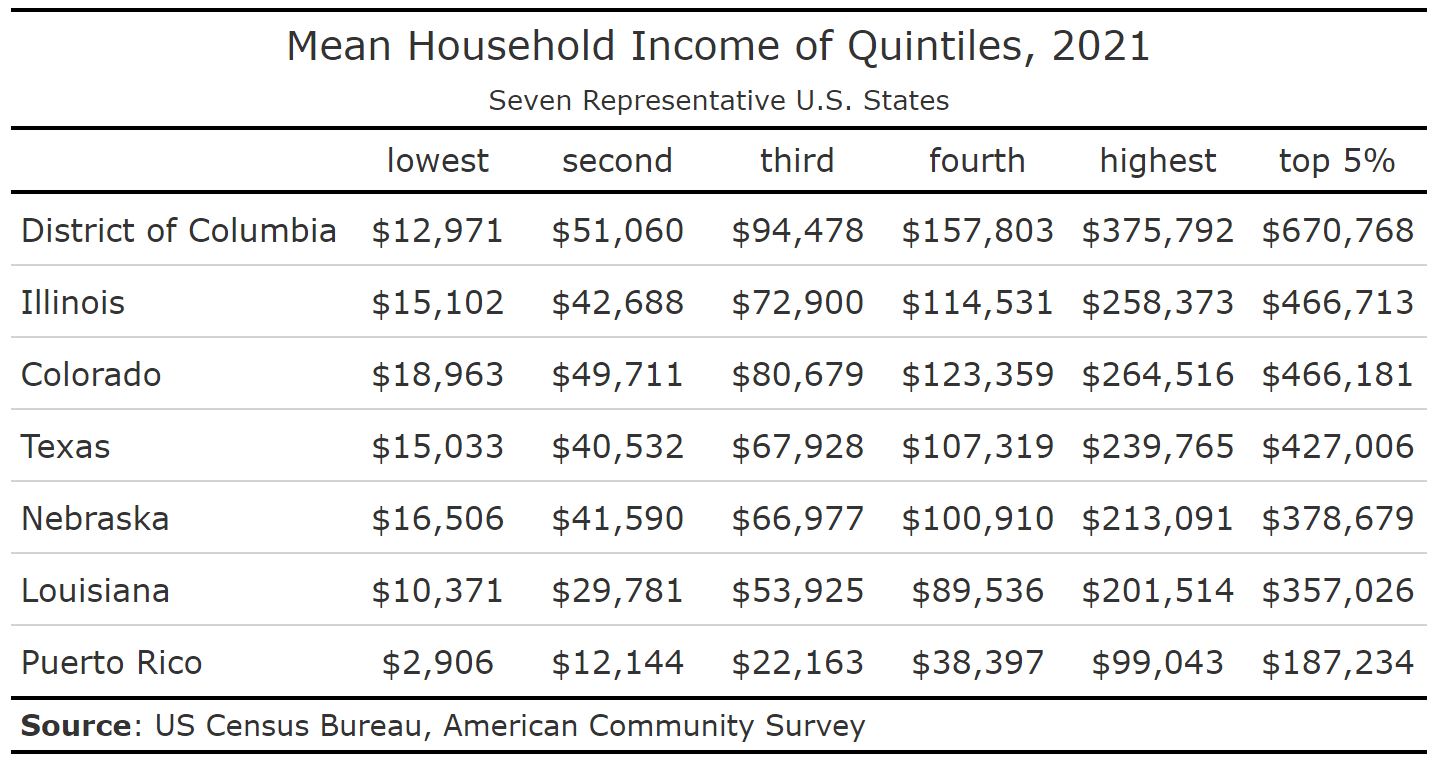 Mean Household Income of Quintiles, 2021
Seven Representative U.S. States
lowest second third fourth highest top 5%
District of Columbia $12,971 $51,060 $94,478 $157,803 $375,792 $670,768
Illinois $15,102 $42,688 $72,900 $114,531 $258,373 $466,713
Colorado $18,963 $49,711 $80,679 $123,359 $264,516 $466,181
Texas $15,033 $40,532 $67,928 $107,319 $239,765 $427,006
Nebraska $16,506 $41,590 $66,977 $100,910 $213,091 $378,679
Louisiana $10,371 $29,781 $53,925 $89,536 $201,514 $357,026
Puerto Rico $2,906 $12,144 $22,163 $38,397 $99,043 $187,234
Source: US Census Bureau, American Community Survey